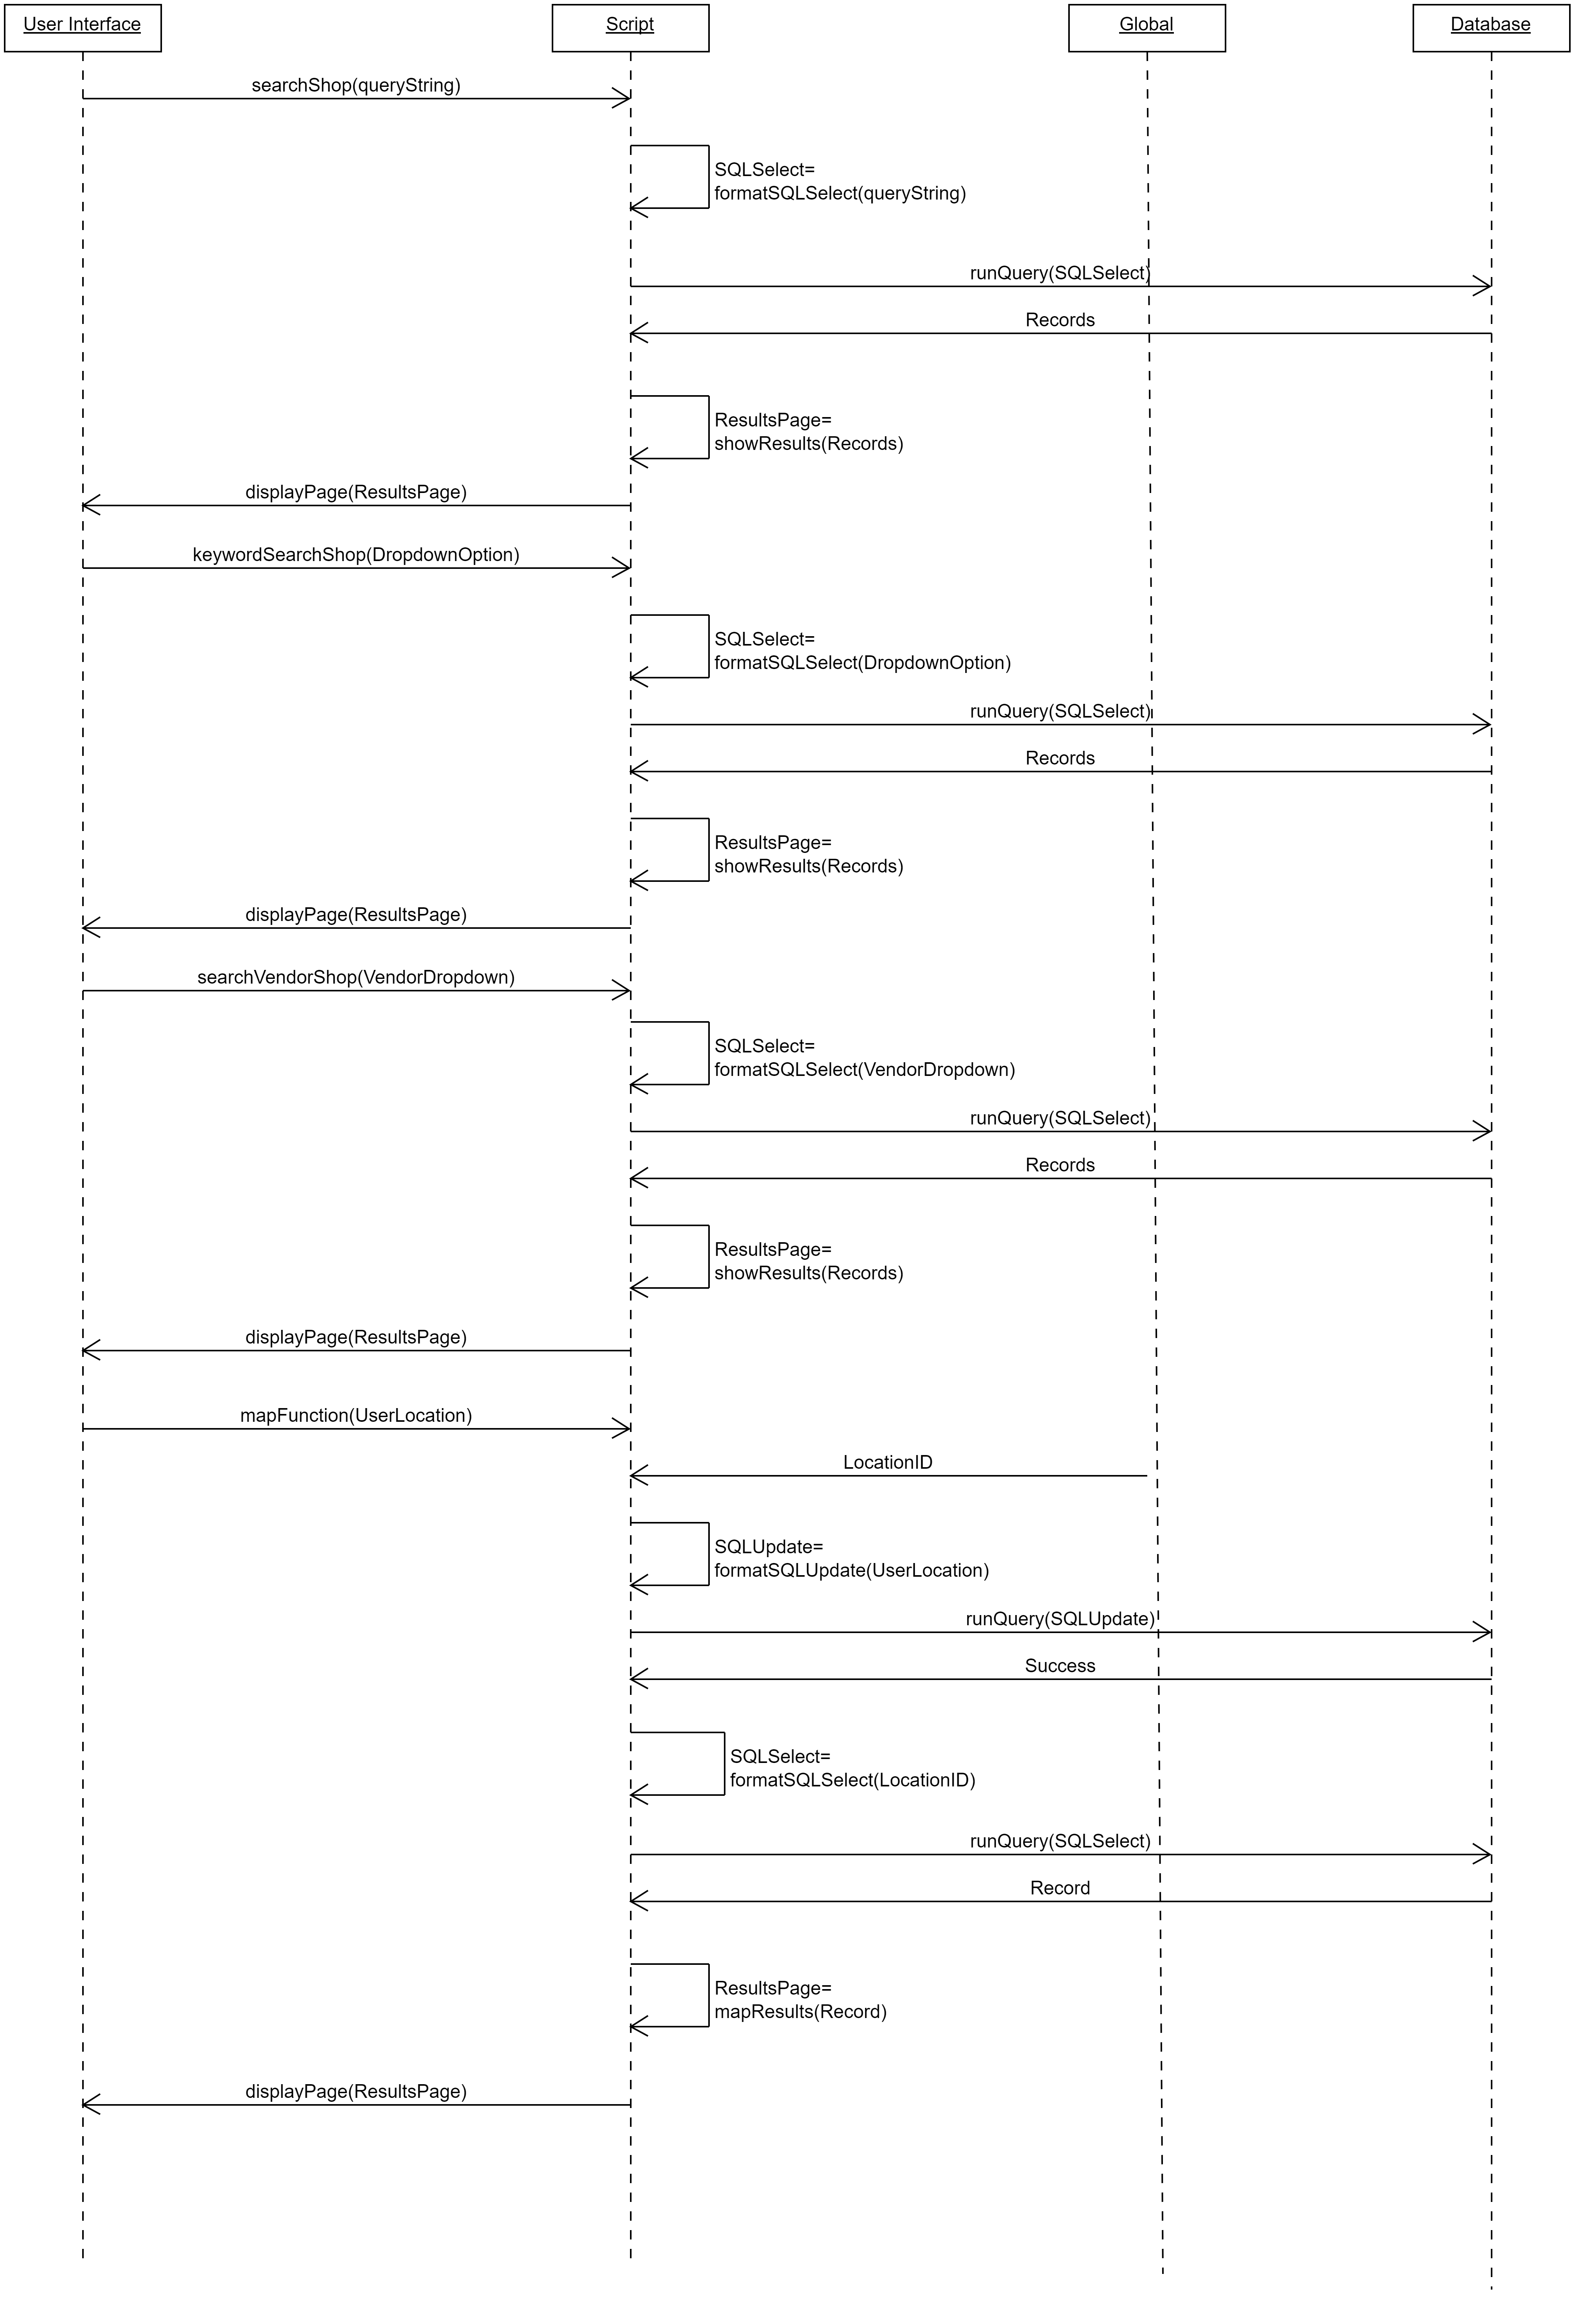 User Interface
Script
Global
Database
searchShop(queryString)
SQLSelect=
formatSQLSelect(queryString)
runQuery(SQLSelect)
Records
ResultsPage=
showResults(Records)
displayPage(ResultsPage)
keywordSearchShop(DropdownOption)
SQLSelect=
formatSQLSelect(DropdownOption)
runQuery(SQLSelect)
Records
ResultsPage=
showResults(Records)
displayPage(ResultsPage)
searchVendorShop(VendorDropdown)
SQLSelect=
formatSQLSelect(VendorDropdown)
runQuery(SQLSelect)
Records
ResultsPage=
showResults(Records)
displayPage(ResultsPage)
mapFunction(UserLocation)
LocationID
SQLUpdate=
formatSQLUpdate(UserLocation)
runQuery(SQLUpdate)
Success
SQLSelect=
formatSQLSelect(LocationID)
runQuery(SQLSelect)
Record
ResultsPage=
mapResults(Record)
displayPage(ResultsPage)